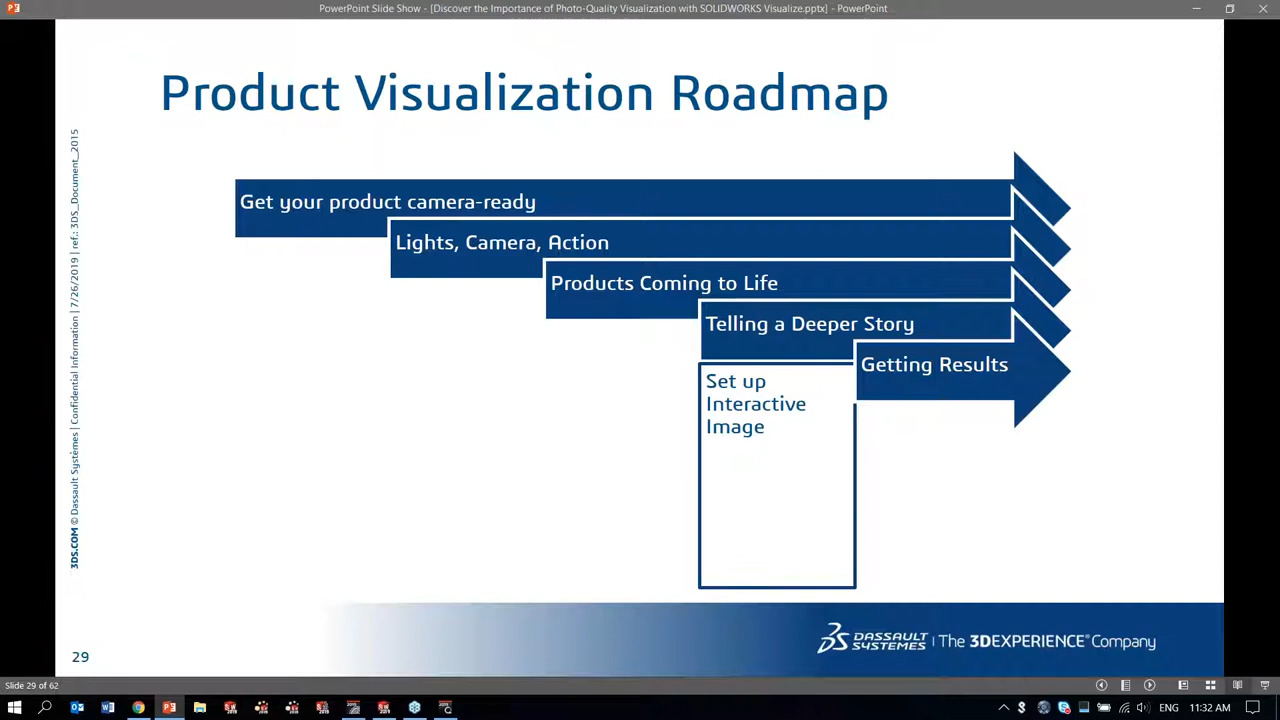 PowerPoint Slide Show - [Discover the Importance of Photo-Quality Visualization with SOLIDWORKS Visualize.pptx] - PowerPoint
Product Visualization Roadmap
3DS.COM © Dassault Systèmes | Confidential Information | 7/26/2019 | ref.: 3DS_Document_2015
Get your product camera-ready
Lights, Camera, Action
Products Coming to Life
Telling a Deeper Story
Getting Results
Set up
Interactive
Image
29
DASSAULT SYSTEMES | The 3DEXPERIENCE® Company
Slide 29 of 62
ENG 11:32 AM